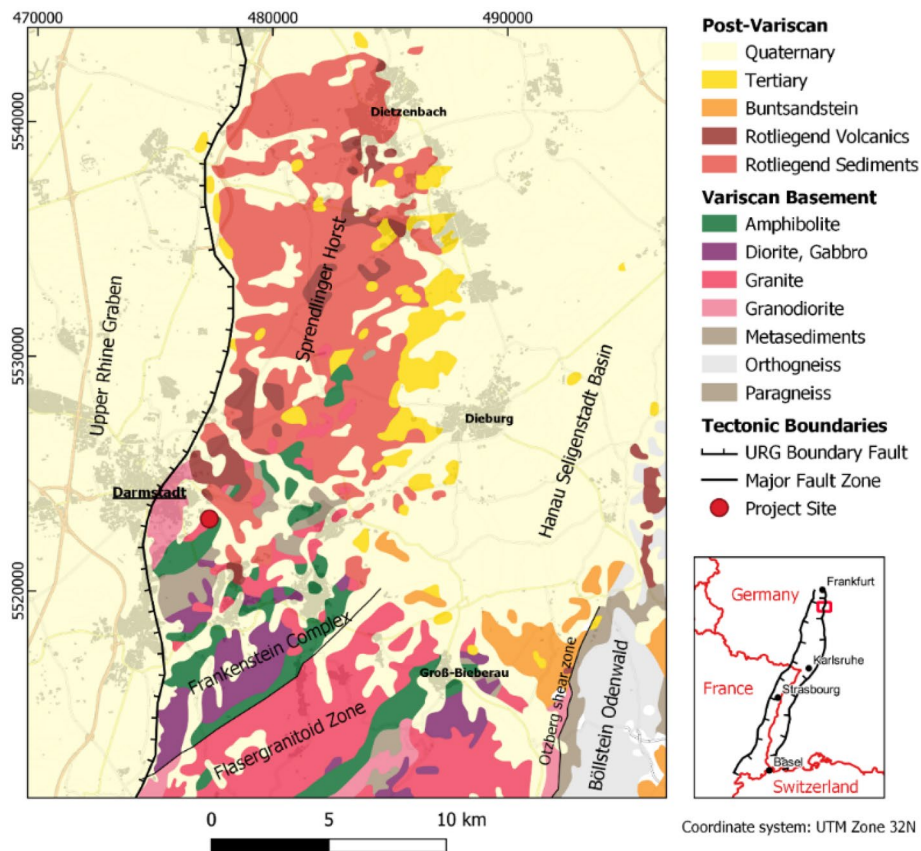 470000
480000
490000
5540000
5530000
5520000
Dietzenbach
Sprendlinger Horst
Upper Rhine Graben
Dieburg
Hanau Seligenstadt Basin
Darmstadt
Frankenstein Complex
Groß-Bieberau
Flasergranitoid Zone
Otzberg shear zone
Böllstein Odenwald
0
5
10 km
Post-Variscan
Quaternary
Tertiary
Buntsandstein
Rotliegend Volcanics
Rotliegend Sediments
Variscan Basement
Amphibolite
Diorite, Gabbro
Granite
Granodiorite
Metasediments
Orthogneiss
Paragneiss
Tectonic Boundaries
URG Boundary Fault
Major Fault Zone
Project Site
Frankfurt
Germany
Karlsruhe
France
Strasbourg
Basel
Switzerland
Coordinate system: UTM Zone 32N